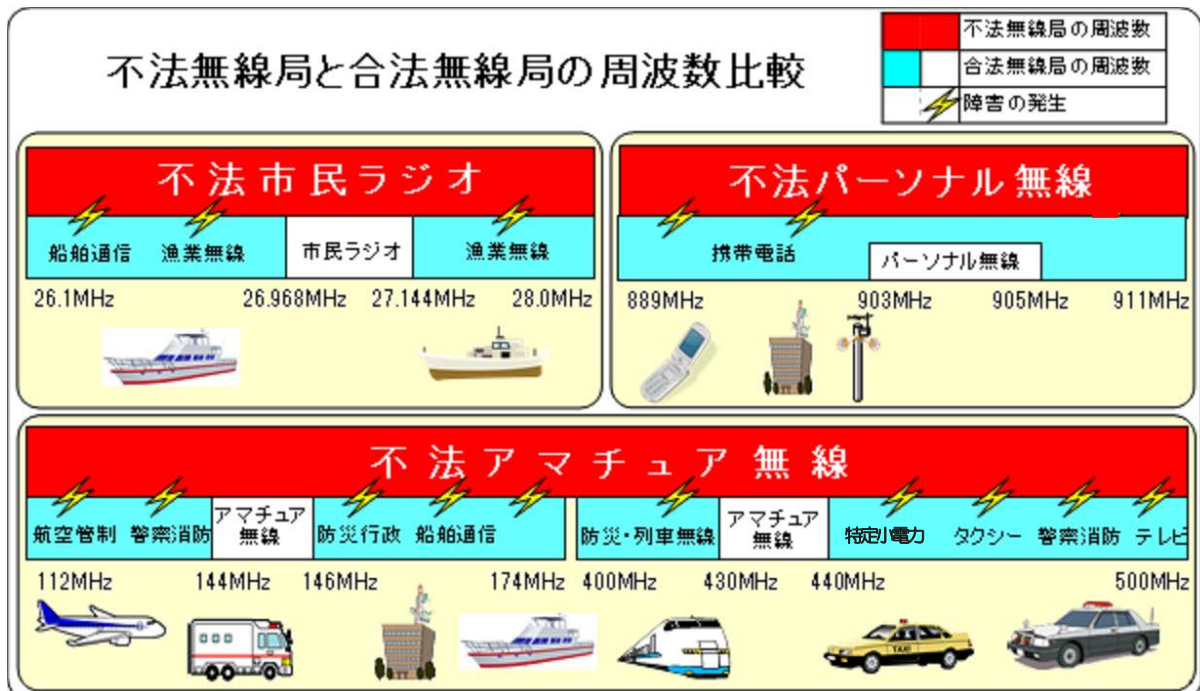 不法無線局と合法無線局の周波数比較
不法無線局の周波数
合法無線局の周波数
障害の発生
不法市民ラジオ
船舶通信 漁業無線 市民ラジオ 漁業無線
26.1MHz 26.968MHz 27.144MHz 28.0MHz
不法パーソナル無線
携帯電話
パーソナル無線
889MHz 903MHz 905MHz 911MHz
不法アマチュア無線
航空管制 警察消防 アマチュア 防災行政 船舶通信 防災・列車無線 アマチュア 特定小電力 タクシー 警察消防 テレビ
無線 無線
112MHz 144MHz 146MHz 174MHz 400MHz 430MHz 440MHz 500MHz
TAXI